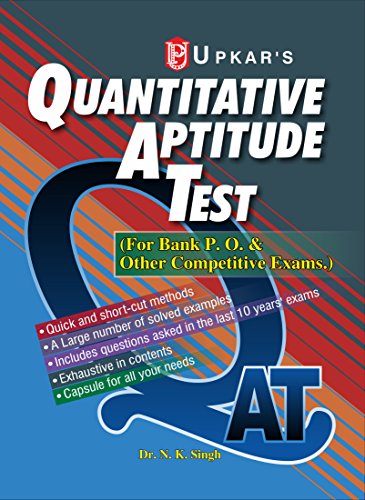 UPKAR'S
QUANTITATIVE
APTITUDE
TEST
(For Bank P. O. &
Other Competitive Exams.)
• Quick and short-cut methods
• A Large number of solved examples
• Includes questions asked in the last 10 years' exams
• Exhaustive in contents
• Capsule for all your needs
QAT
Dr. N. K. Singh